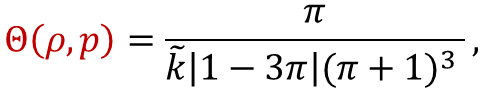 Θ(ρ, p) = π / (k̃|1 − 3π|(π + 1)³) ,